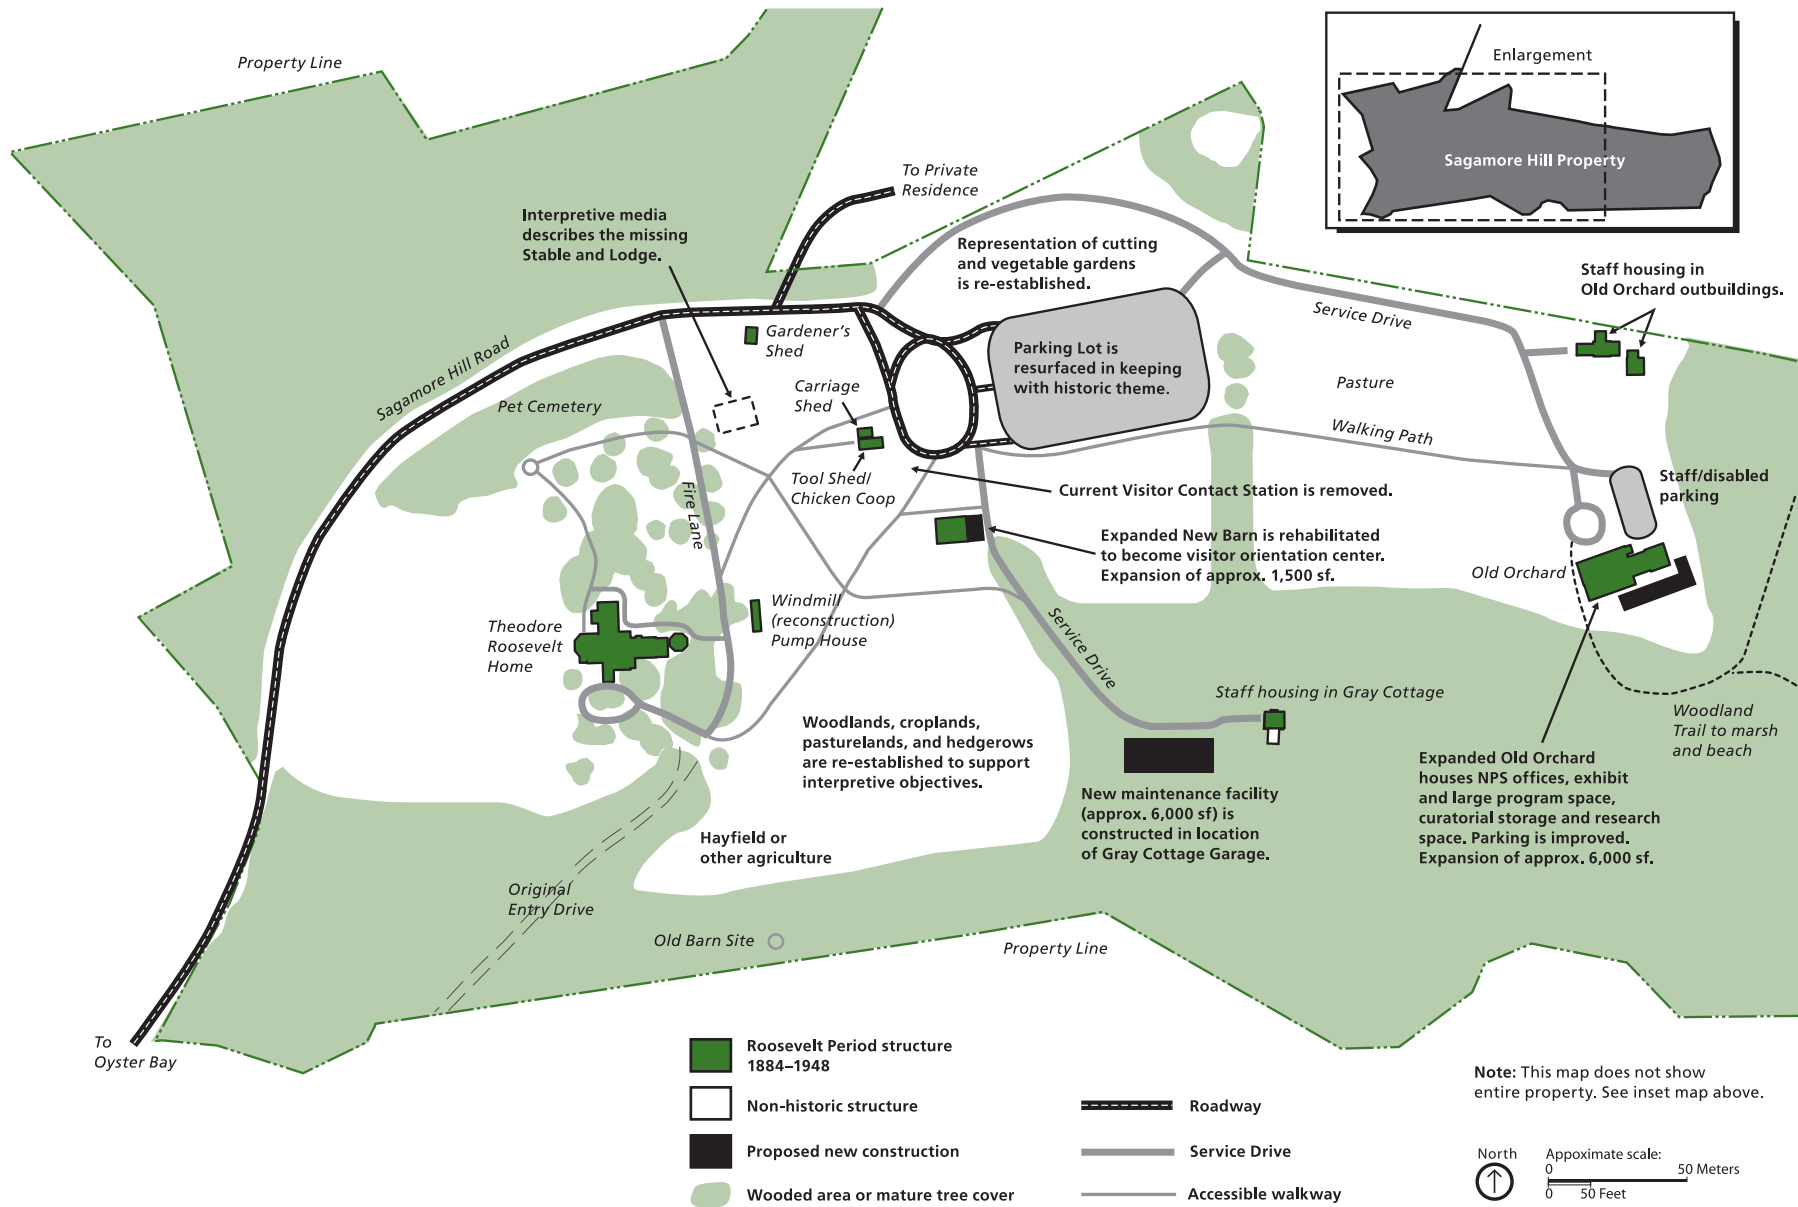 Property Line
Enlargement
Sagamore Hill Property
To Private
Residence
Interpretive media
describes the missing
Stable and Lodge.
Representation of cutting
and vegetable gardens
is re-established.
Staff housing in
Old Orchard outbuildings.
Service Drive
Gardener's
Shed
Parking Lot is
resurfaced in keeping
with historic theme.
Sagamore Hill Road
Carriage
Shed
Pasture
Pet Cemetery
Walking Path
Tool Shed/
Chicken Coop
Fire Lane
Current Visitor Contact Station is removed.
Staff/disabled
parking
Expanded New Barn is rehabilitated
to become visitor orientation center.
Expansion of approx. 1,500 sf.
Old Orchard
Windmill
(reconstruction)
Pump House
Theodore
Roosevelt
Home
Service Drive
Staff housing in Gray Cottage
Woodlands, croplands,
pasturelands, and hedgerows
are re-established to support
interpretive objectives.
Woodland
Trail to marsh
and beach
Expanded Old Orchard
houses NPS offices, exhibit
and large program space,
curatorial storage and research
space. Parking is improved.
Expansion of approx. 6,000 sf.
New maintenance facility
(approx. 6,000 sf) is
constructed in location
of Gray Cottage Garage.
Hayfield or
other agriculture
Original
Entry Drive
Old Barn Site
Property Line
To
Oyster Bay
Roosevelt Period structure
1884–1948
Non-historic structure
Proposed new construction
Wooded area or mature tree cover
Roadway
Service Drive
Accessible walkway
Note: This map does not show
entire property. See inset map above.
North
Appoximate scale:
0 50 Meters
0 50 Feet